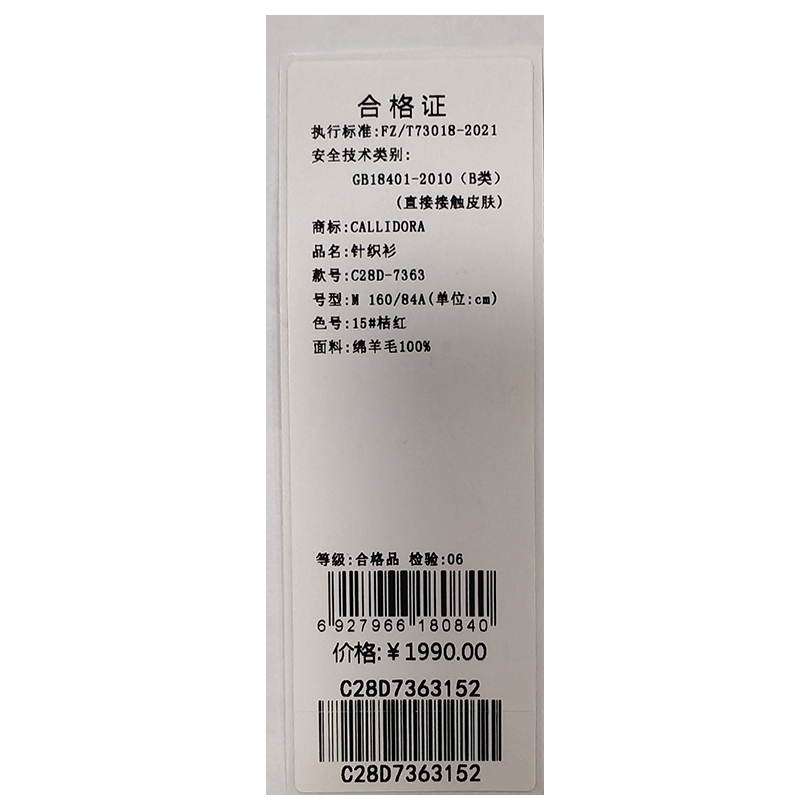 合格证
执行标准:FZ/T73018-2021
安全技术类别:
GB18401-2010（B类）
(直接接触皮肤)
商标:CALLIDORA
品名:针织衫
款号:C28D-7363
号型:M 160/84A(单位:cm)
色号:15#桔红
面料:绵羊毛100%
等级:合格品 检验:06
6 927966 180840
价格:¥1990.00
C28D7363152
C28D7363152